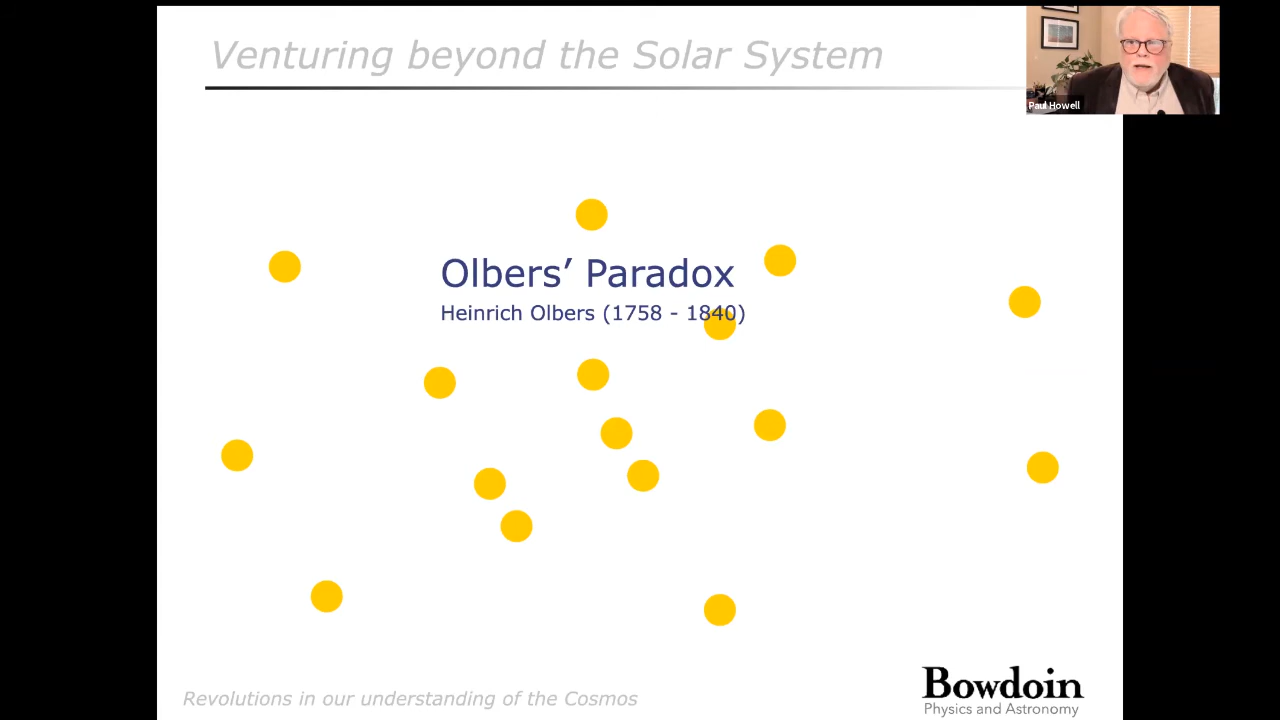 Venturing beyond the Solar System
Paul Howell
Olbers’ Paradox
Heinrich Olbers (1758 - 1840)
Revolutions in our understanding of the Cosmos
Bowdoin
Physics and Astronomy